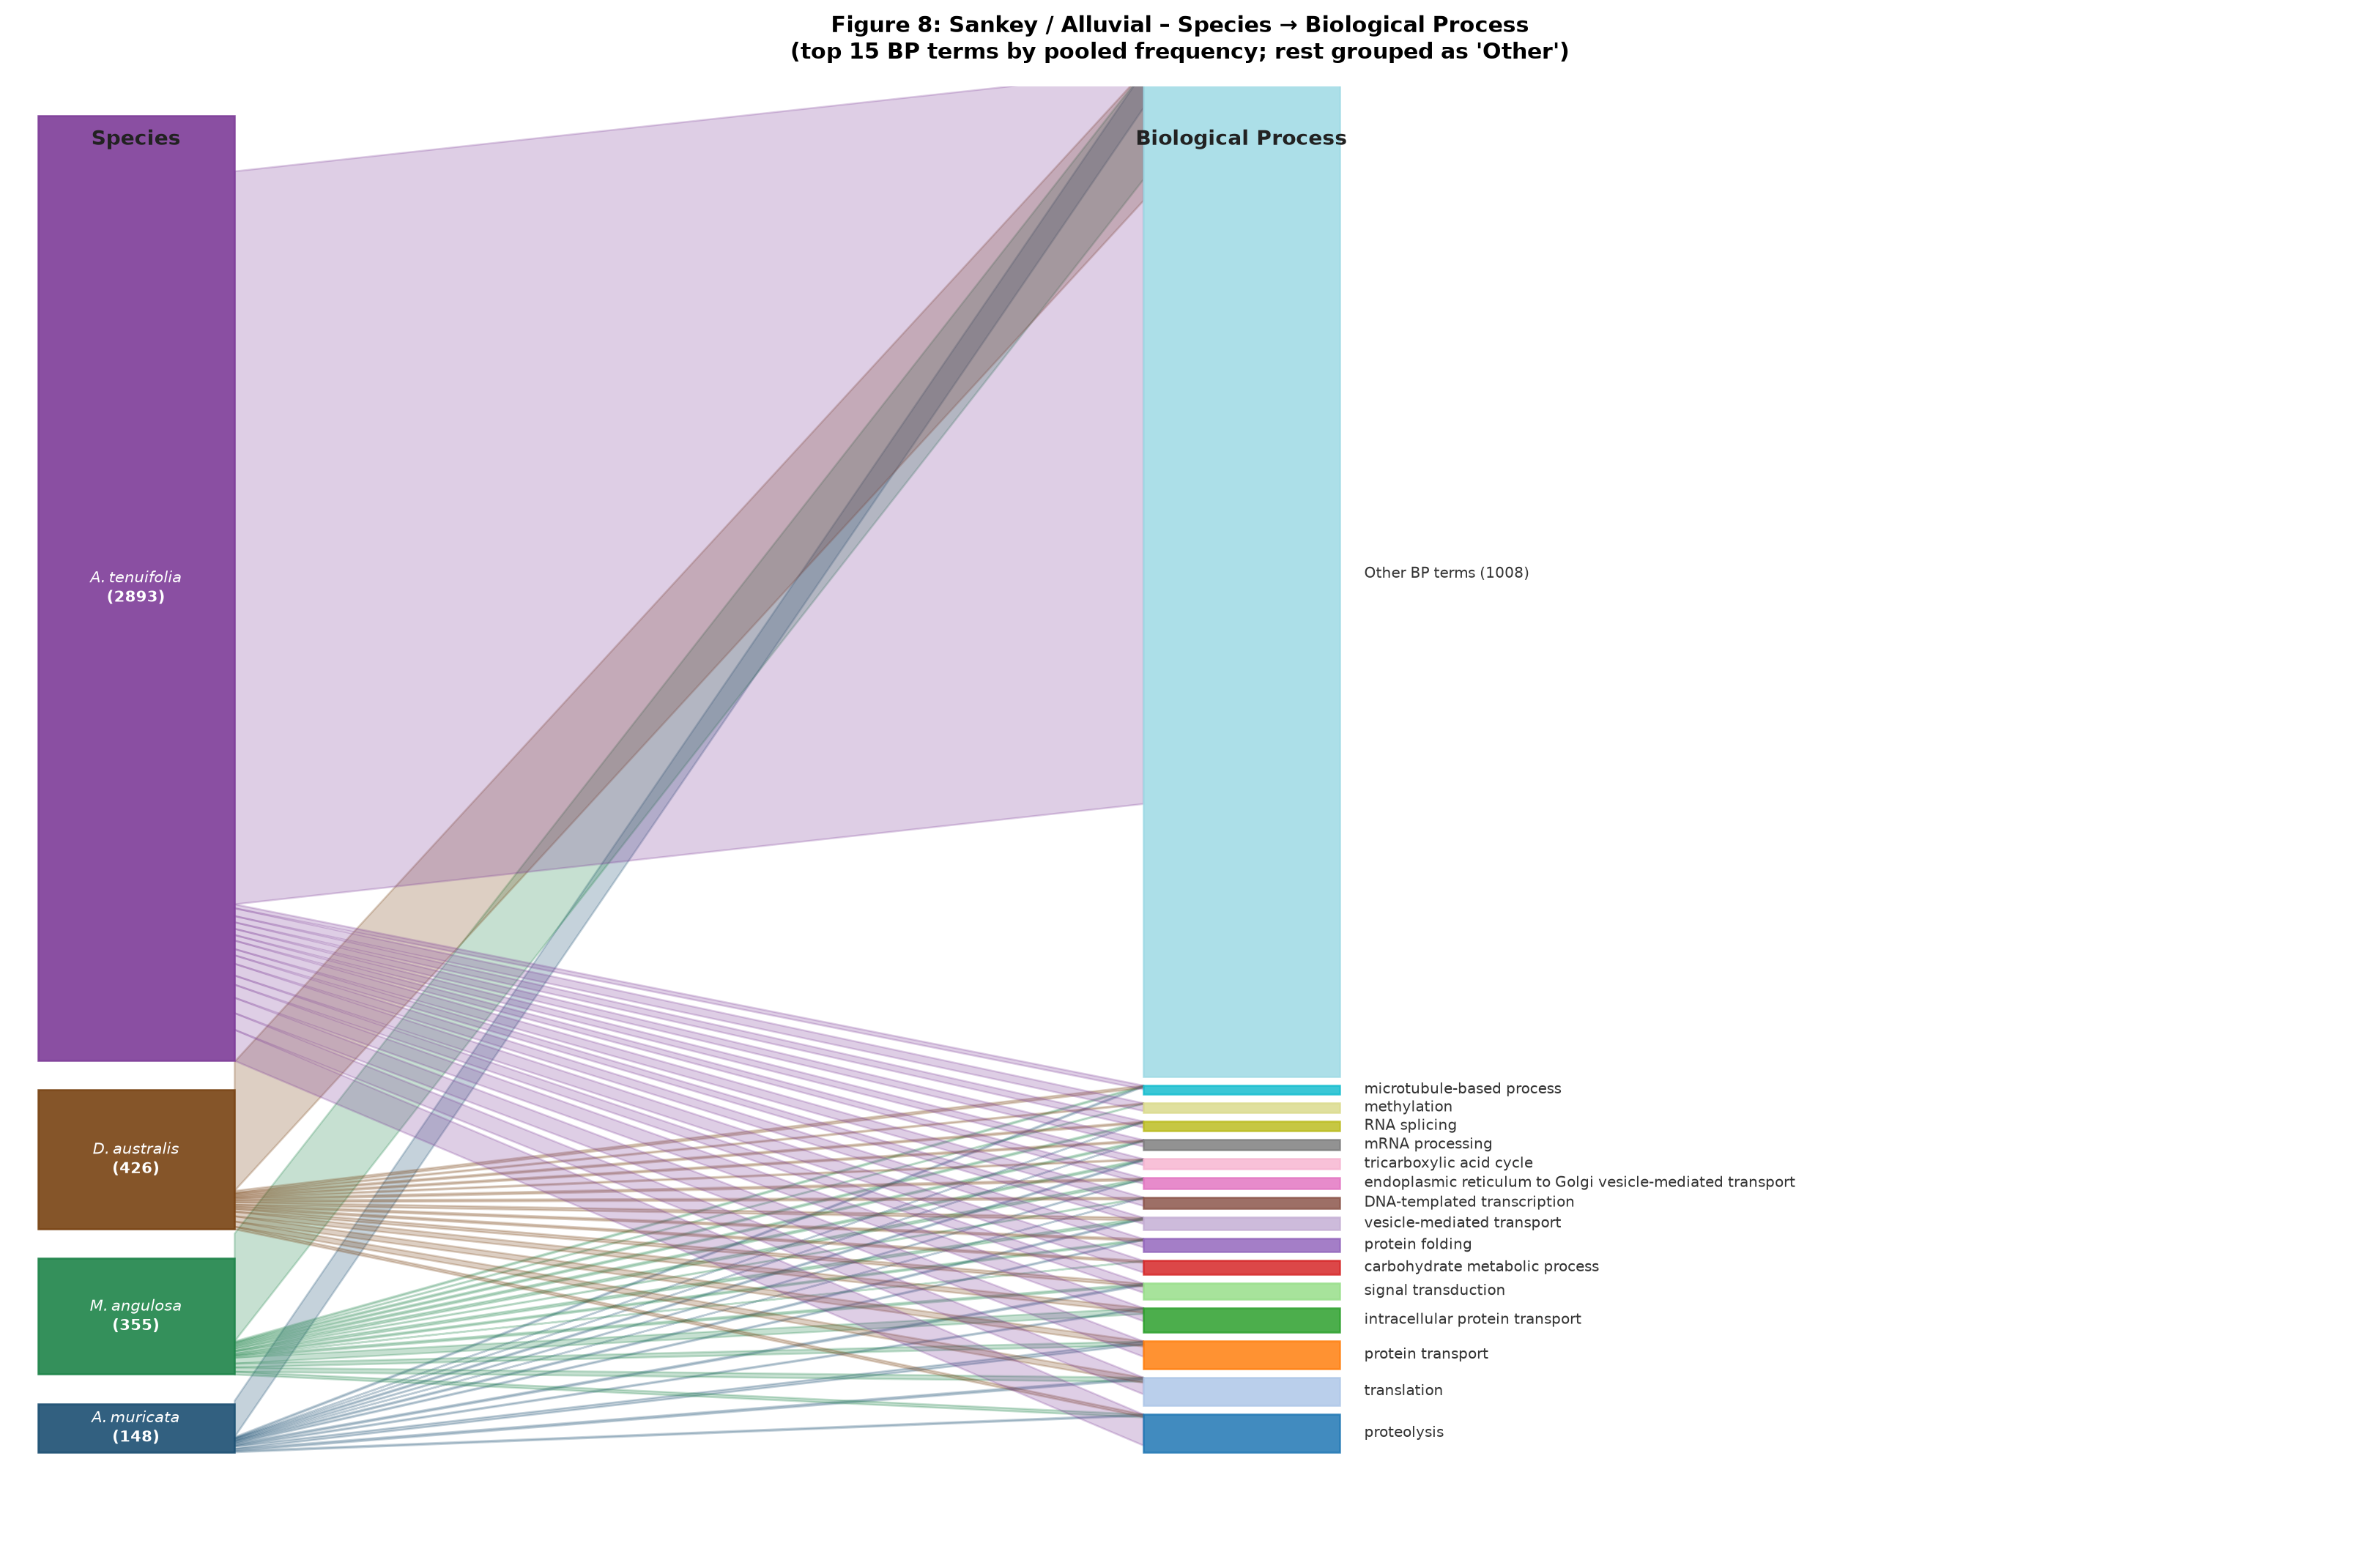 Figure 8: Sankey / Alluvial – Species → Biological Process
(top 15 BP terms by pooled frequency; rest grouped as 'Other')
Species
Biological Process
A. tenuifolia
(2893)
D. australis
(426)
M. angulosa
(355)
A. muricata
(148)
Other BP terms (1008)
microtubule-based process
methylation
RNA splicing
mRNA processing
tricarboxylic acid cycle
endoplasmic reticulum to Golgi vesicle-mediated transport
DNA-templated transcription
vesicle-mediated transport
protein folding
carbohydrate metabolic process
signal transduction
intracellular protein transport
protein transport
translation
proteolysis